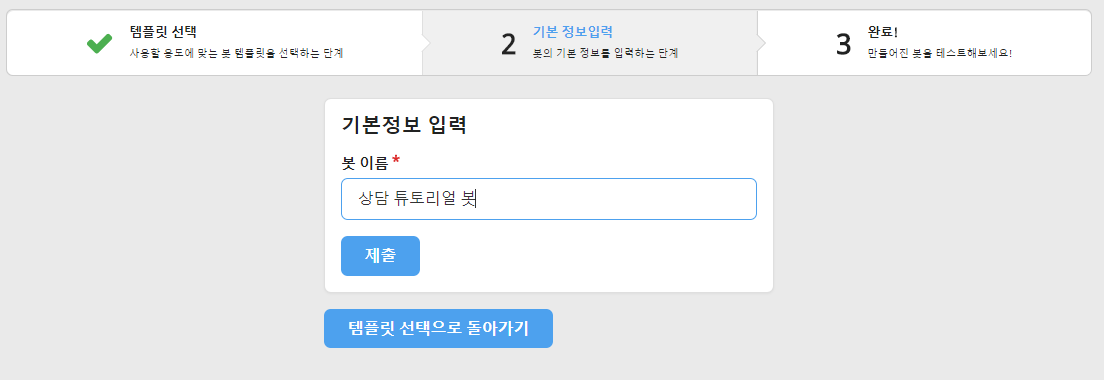 템플릿 선택
사용할 용도에 맞는 봇 템플릿을 선택하는 단계
2
기본 정보입력
봇의 기본 정보를 입력하는 단계
3
완료!
만들어진 봇을 테스트해보세요!
기본정보 입력
봇 이름 *
상담 튜토리얼 봇
제출
템플릿 선택으로 돌아가기